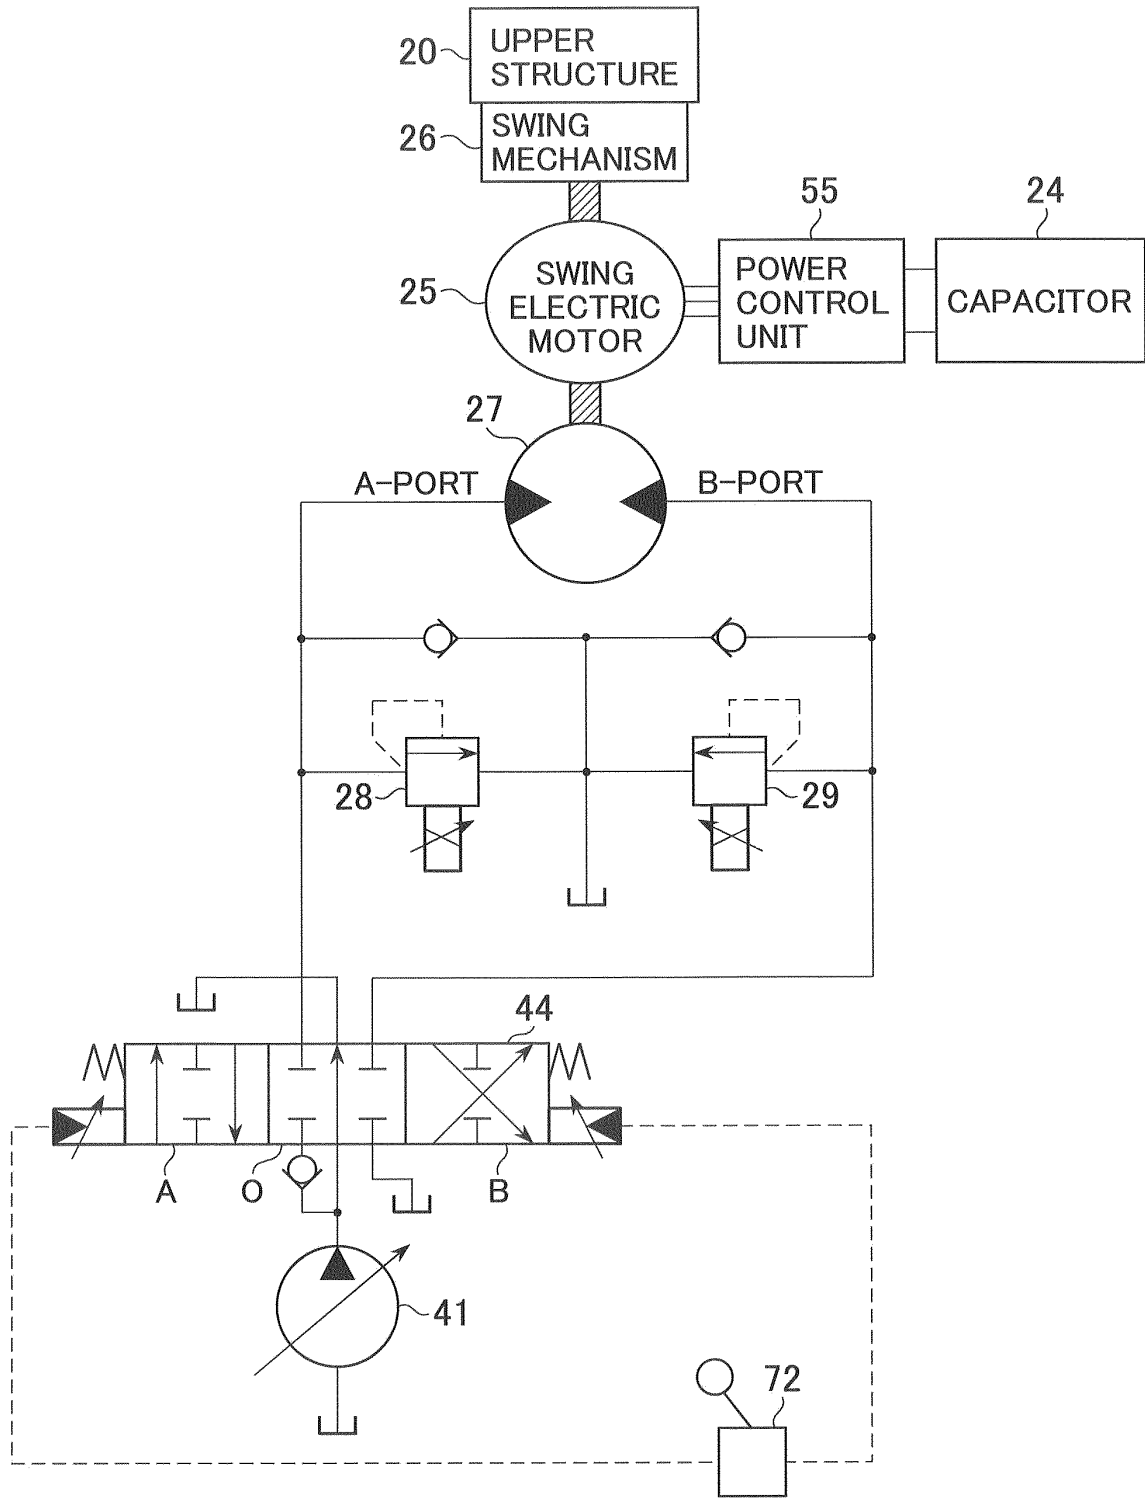 20
UPPER
STRUCTURE
26
SWING
MECHANISM
55
24
25
SWING
ELECTRIC
MOTOR
POWER
CONTROL
UNIT
CAPACITOR
27
A-PORT
B-PORT
28
29
44
A
O
B
41
72